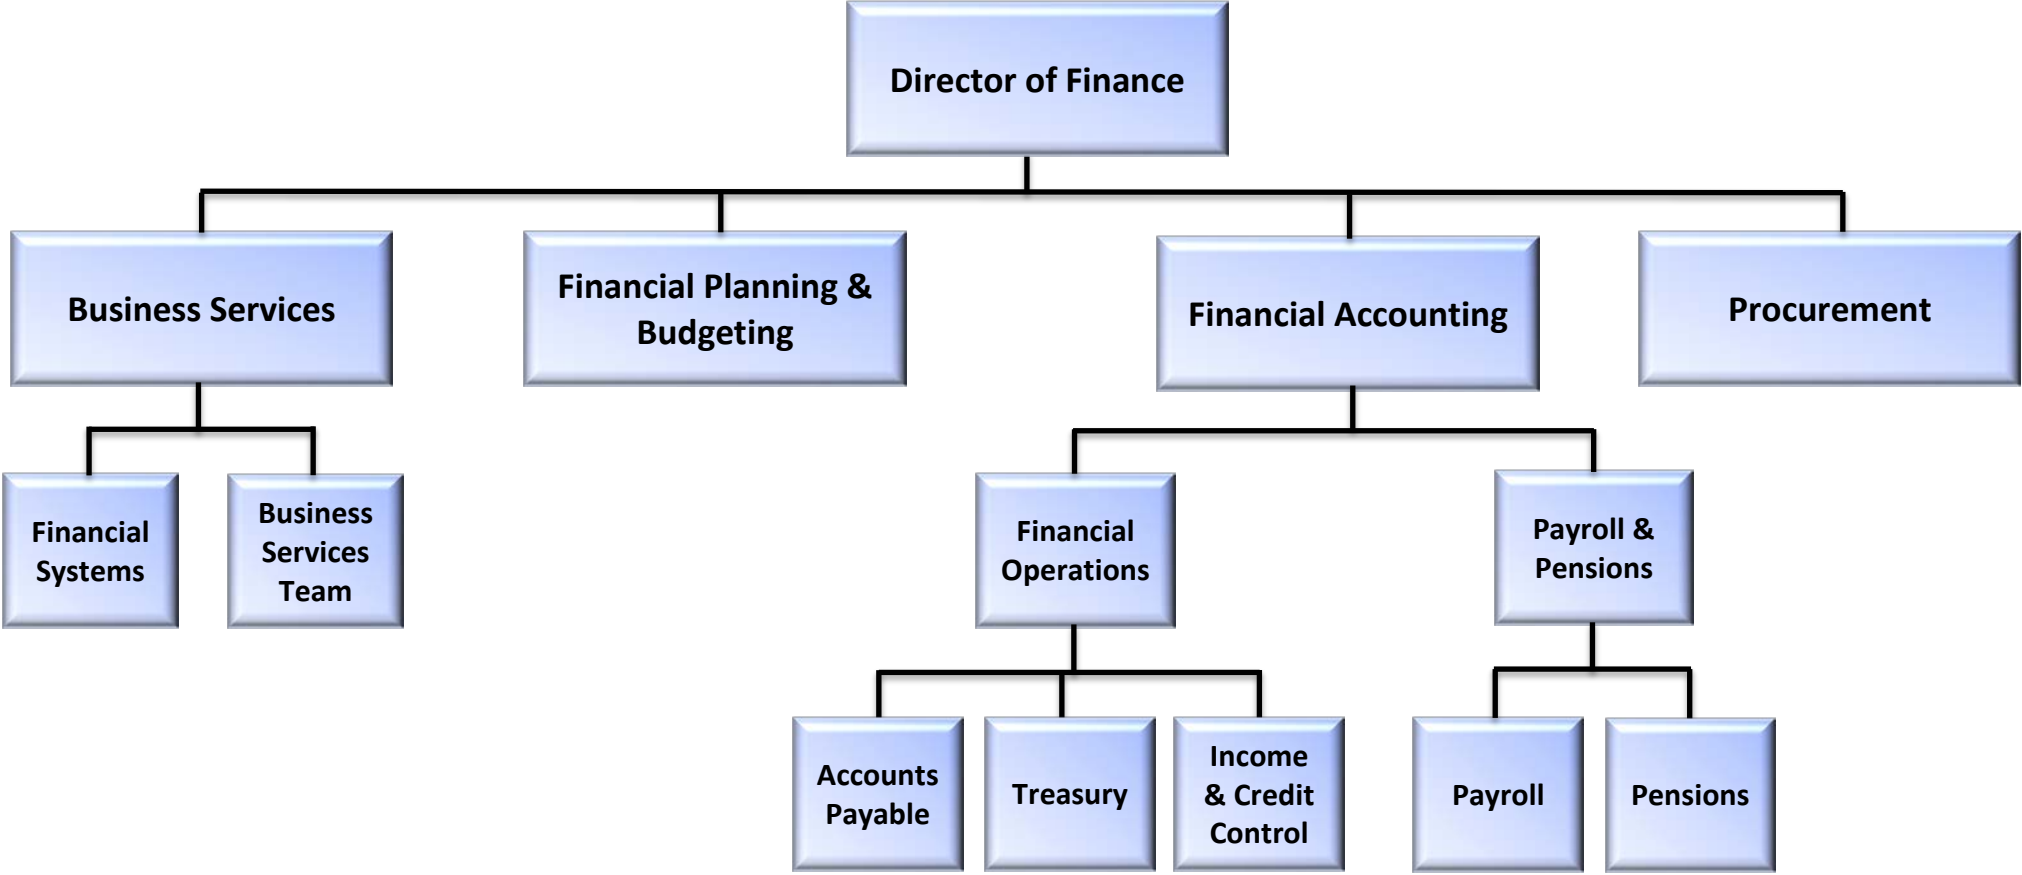 Director of Finance
Business Services
Financial Planning &
Budgeting
Financial Accounting
Procurement
Financial
Systems
Business
Services
Team
Financial
Operations
Payroll &
Pensions
Accounts
Payable
Treasury
Income
& Credit
Control
Payroll
Pensions